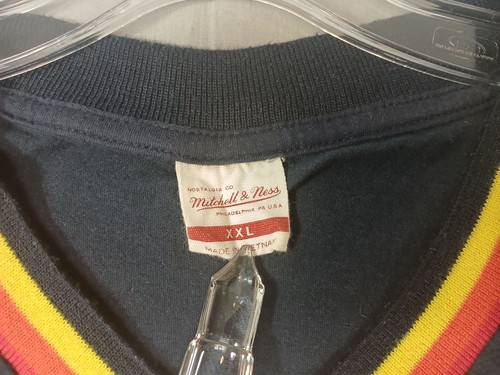 NOSTALGIA CO
Mitchell & Ness
PHILADELPHIA, PA U.S.A.
XXL
MADE IN VIETNAM